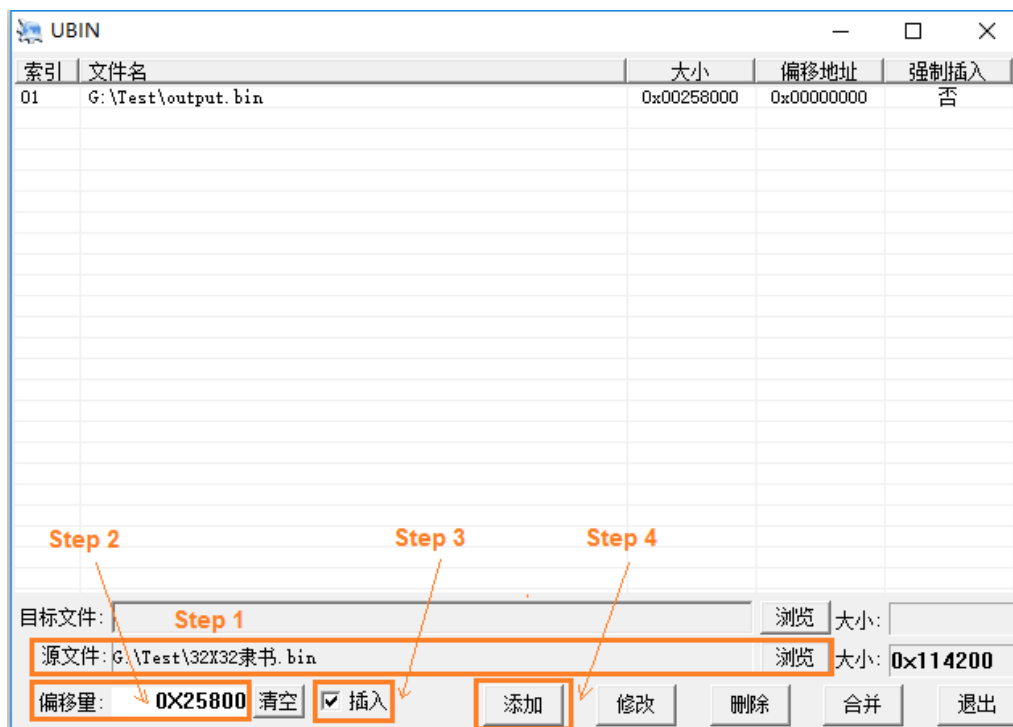 UBIN
索引 文件名 大小 偏移地址 强制插入
01 G:\Test\output.bin 0x00258000 0x00000000 否
Step 2 Step 3 Step 4
目标文件: Step 1 浏览 大小:
源文件: G:\Test\32X32隶书.bin 浏览 大小: 0x114200
偏移量: 0X25800 清空 插入 添加 修改 删除 合并 退出